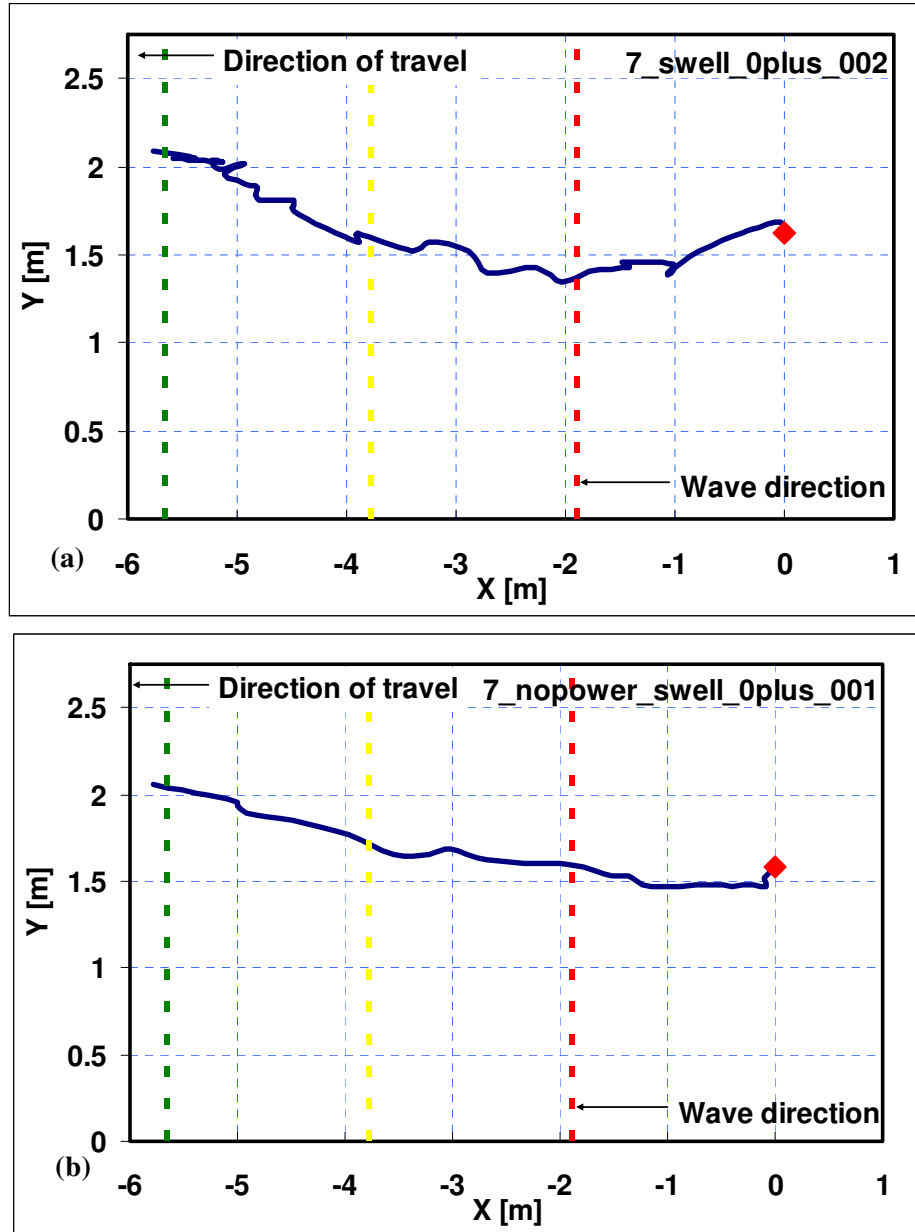 Direction of travel
7_swell_0plus_002
2.5
2
1.5
1
0.5
0
Y [m]
Wave direction
(a)
-6 -5 -4 -3 -2 -1 0 1
X [m]
Direction of travel
7_nopower_swell_0plus_001
2.5
2
1.5
1
0.5
0
Y [m]
Wave direction
(b)
-6 -5 -4 -3 -2 -1 0 1
X [m]